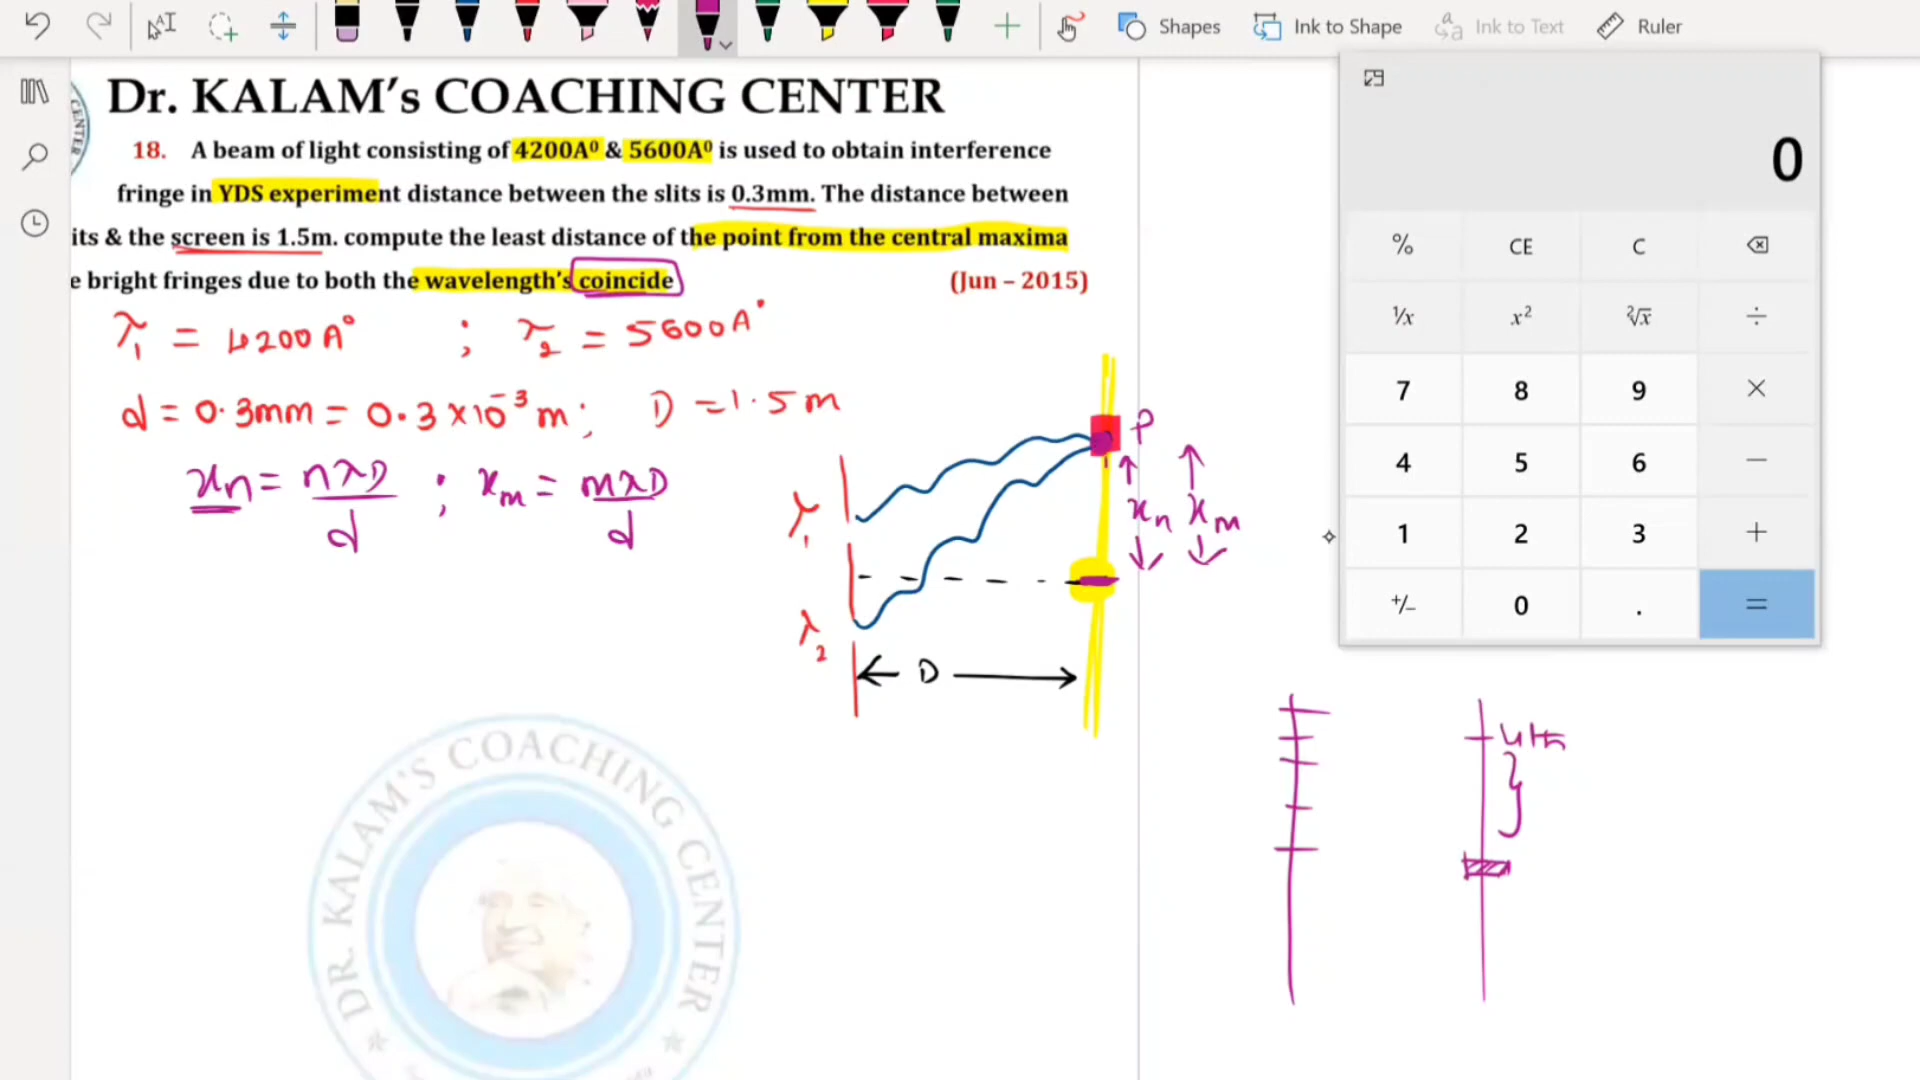 Shapes
Ink to Shape
Ink to Text
Ruler
Dr. KALAM's COACHING CENTER
CENTER
18. A beam of light consisting of 4200A⁰ & 5600A⁰ is used to obtain interference
fringe in YDS experiment distance between the slits is 0.3mm. The distance between
its & the screen is 1.5m. compute the least distance of the point from the central maxima
e bright fringes due to both the wavelength's coincide
(Jun – 2015)
λ₁ = 4200A° ; λ₂ = 5600A°
d = 0.3mm = 0.3 × 10⁻³ m; D = 1.5m
xn = nλD/d ; xm = mλD/d
P
xn xm
λ₁
λ₂
D
4th
DR. KALAM'S COACHING CENTER
0
% CE C
¹/x x² ²√x ÷
7 8 9 ×
4 5 6 −
1 2 3 +
+/− 0 . =